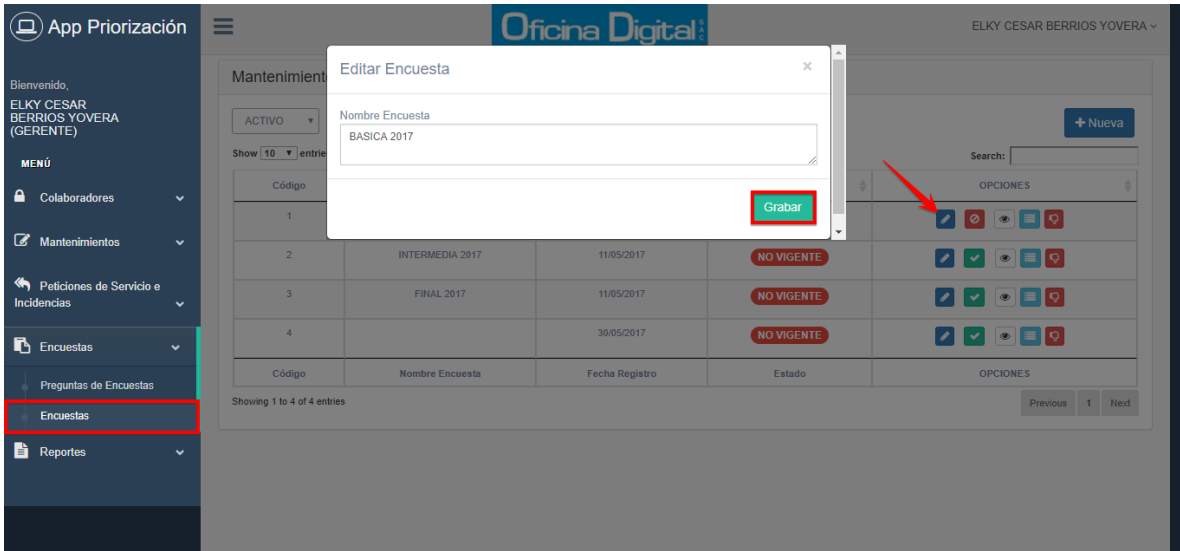 App Priorización
Oficina Digital SAC
ELKY CESAR BERRIOS YOVERA
Bienvenido,
ELKY CESAR
BERRIOS YOVERA
(GERENTE)
MENÚ
Colaboradores
Mantenimientos
Peticiones de Servicio e
Incidencias
Encuestas
Preguntas de Encuestas
Encuestas
Reportes
Mantenimient
ACTIVO
+ Nueva
Show 10 entrie
Search:
Editar Encuesta ×
Nombre Encuesta
BASICA 2017
Grabar
Código OPCIONES
1
2 INTERMEDIA 2017 11/05/2017 NO VIGENTE
3 FINAL 2017 11/05/2017 NO VIGENTE
4 30/05/2017 NO VIGENTE
Código Nombre Encuesta Fecha Registro Estado OPCIONES
Showing 1 to 4 of 4 entries
Previous 1 Next